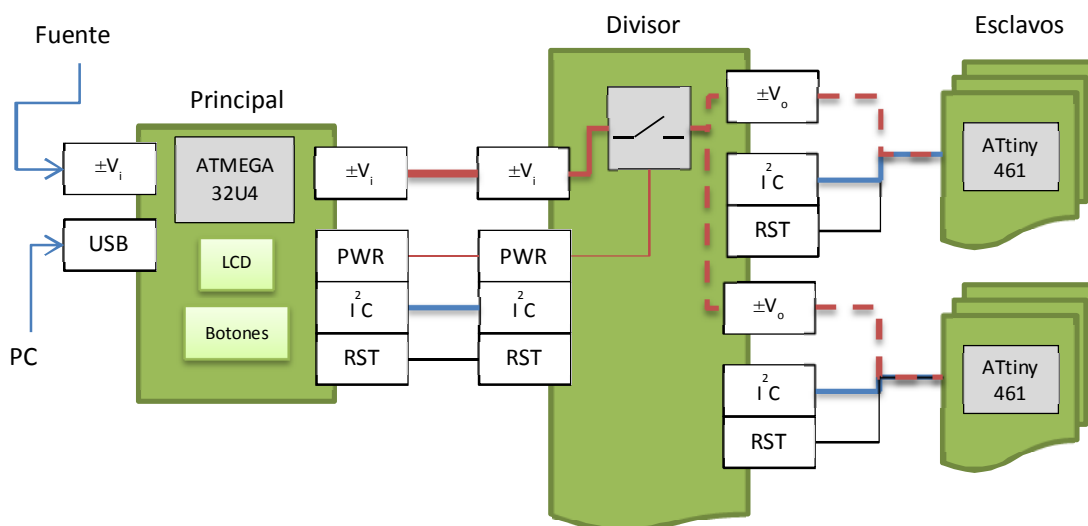 Fuente
Principal
Divisor
Esclavos
±Vi
ATMEGA
32U4
±Vi
±Vi
±Vo
ATtiny
461
USB
LCD
PWR
PWR
I²C
RST
Botones
I²C
I²C
RST
RST
±Vo
PC
I²C
RST
ATtiny
461